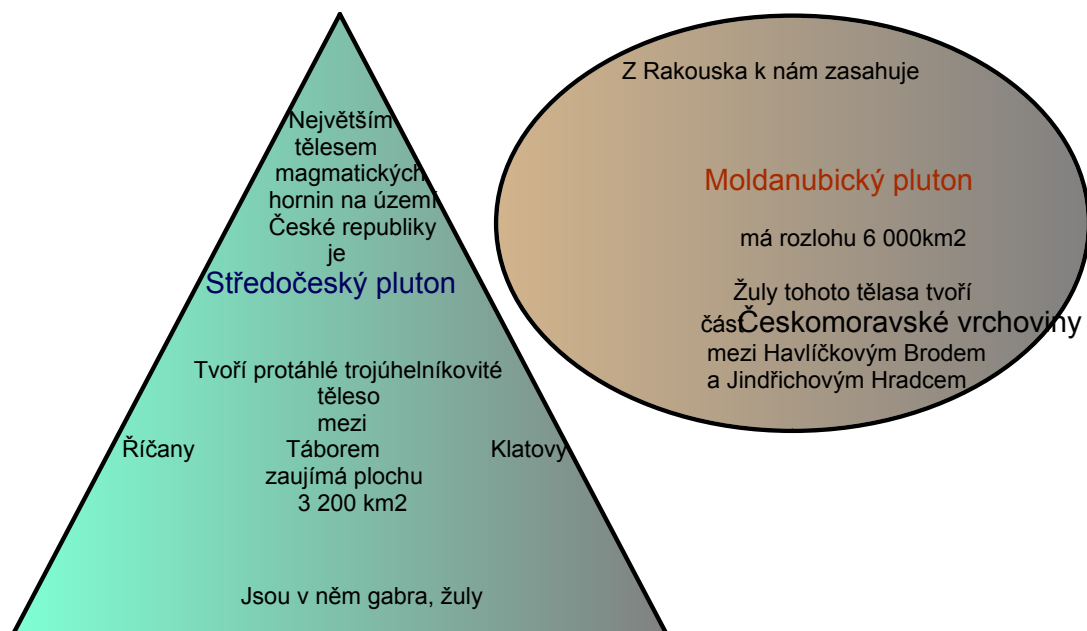 Největším
tělesem
magmatických
hornin na území
České republiky
je
Středočeský pluton
Tvoří protáhlé trojúhelníkovité
těleso
mezi
Říčany Táborem Klatovy
zaujímá plochu
3 200 km2
Jsou v něm gabra, žuly
Z Rakouska k nám zasahuje
Moldanubický pluton
má rozlohu 6 000km2
Žuly tohoto tělasa tvoří
část Českomoravské vrchoviny
mezi Havlíčkovým Brodem
a Jindřichovým Hradcem